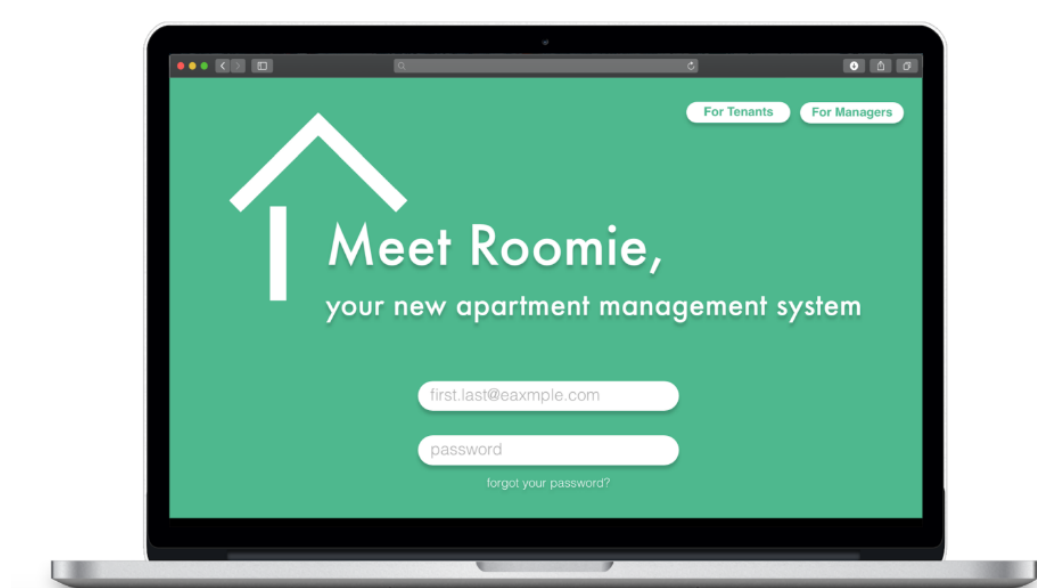 For Tenants
For Managers
Meet Roomie,
your new apartment management system
first.last@eaxmple.com
password
forgot your password?